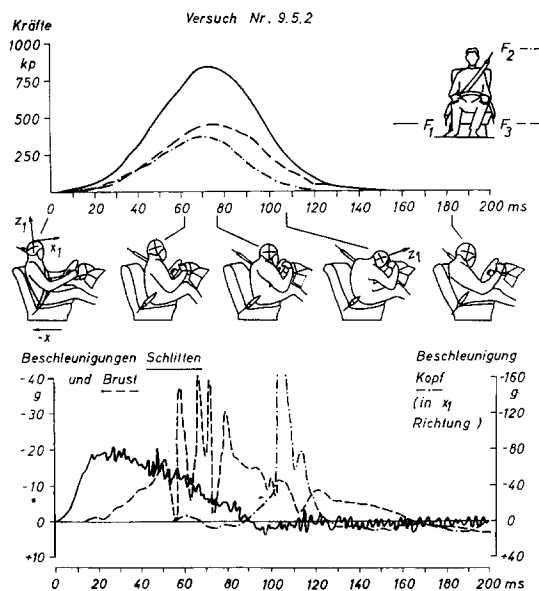 Versuch Nr. 9.5.2
Kräfte
1000
kp
750
500
250
F2
F1
F3
0 20 40 60 80 100 120 140 160 180 200 ms
z1
x1
z1
-x
Beschleunigungen Schlitten
und Brust
Beschleunigung
Kopf
(in x1
Richtung)
-40
g
-30
-20
-10
0
+10
-160
g
-120
-80
-40
0
+40
0 20 40 60 80 100 120 140 160 180 200 ms